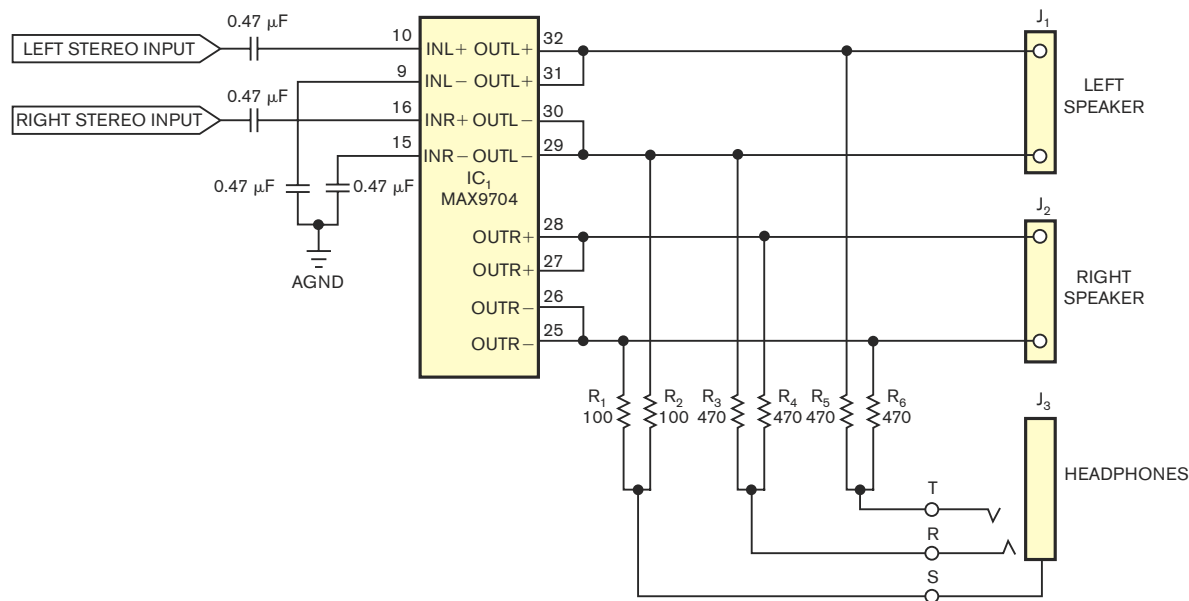 0.47 µF
LEFT STEREO INPUT
0.47 µF
RIGHT STEREO INPUT
0.47 µF
0.47 µF
AGND
10
9
16
15
INL+ OUTL+
INL− OUTL+
INR+ OUTL−
INR− OUTL−
IC1
MAX9704
OUTR+
OUTR+
OUTR−
OUTR−
32
31
30
29
28
27
26
25
J1
LEFT
SPEAKER
J2
RIGHT
SPEAKER
R1
100
R2
100
R3
470
R4
470
R5
470
R6
470
J3
HEADPHONES
T
R
S